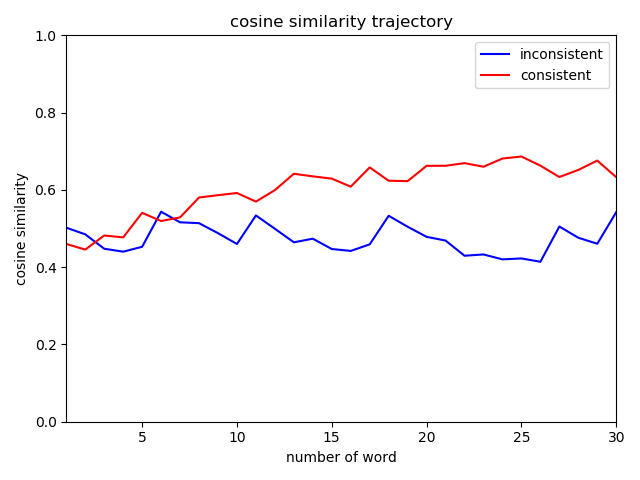 cosine similarity trajectory
inconsistent
consistent
1.0
0.8
0.6
0.4
0.2
0.0
cosine similarity
5 10 15 20 25 30
number of word